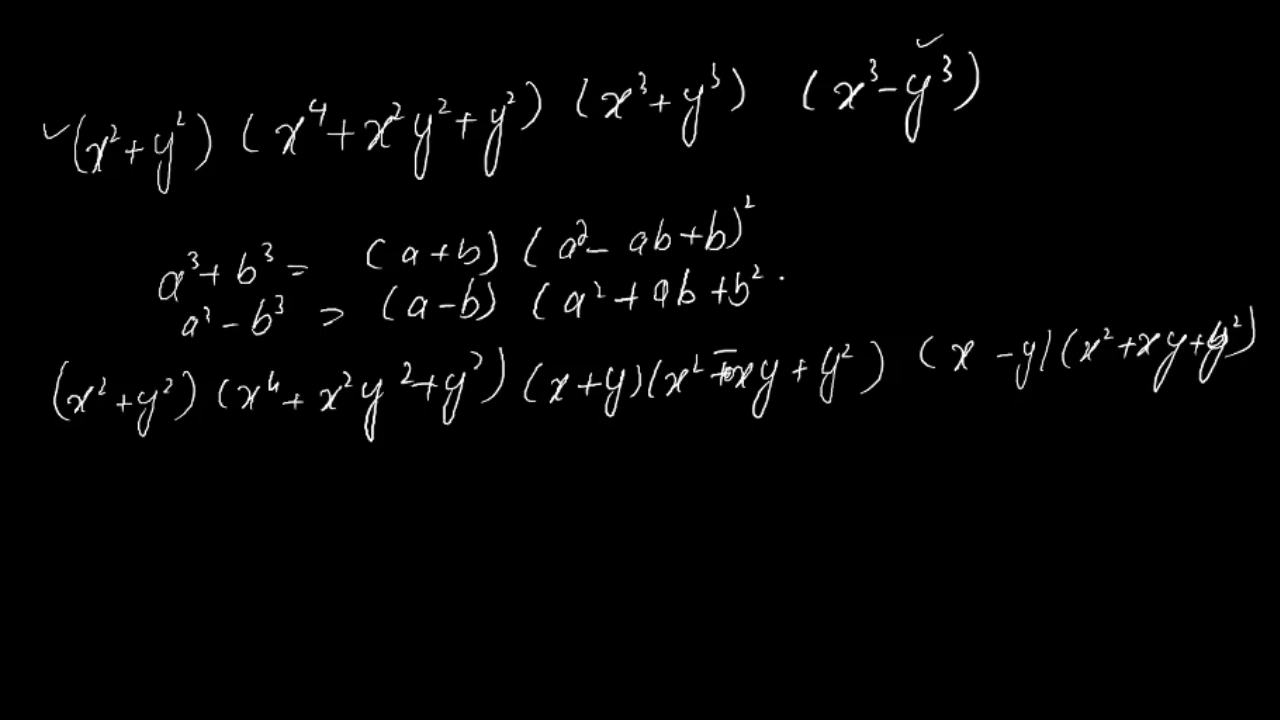 (x²+y²) (x⁴+x²y²+y²) (x³+y³) (x³-y³)
a³+b³= (a+b) (a²- ab+b)²
a³-b³ = (a-b) (a²+ab+b² .
(x²+y²) (x⁴+x²y²+y²) (x+y)(x²-xy+y²) (x-y)(x²+xy+y²)